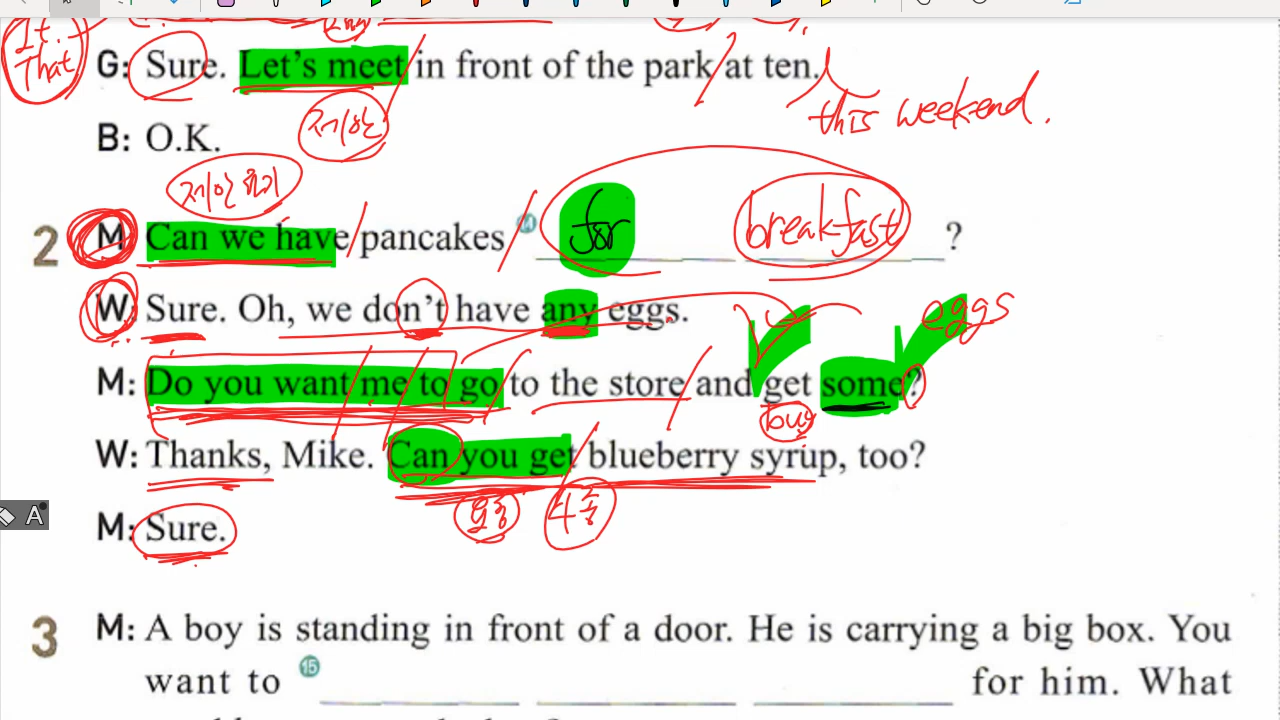 It.
That
G: Sure. Let's meet in front of the park at ten.
this weekend.
제안
B: O.K.
제안 하기
2 M: Can we have pancakes for breakfast?
W: Sure. Oh, we don't have any eggs.
eggs
M: Do you want me to go to the store and get some?
buy
W: Thanks, Mike. Can you get blueberry syrup, too?
M: Sure.
3 M: A boy is standing in front of a door. He is carrying a big box. You
want to 15 for him. What
A